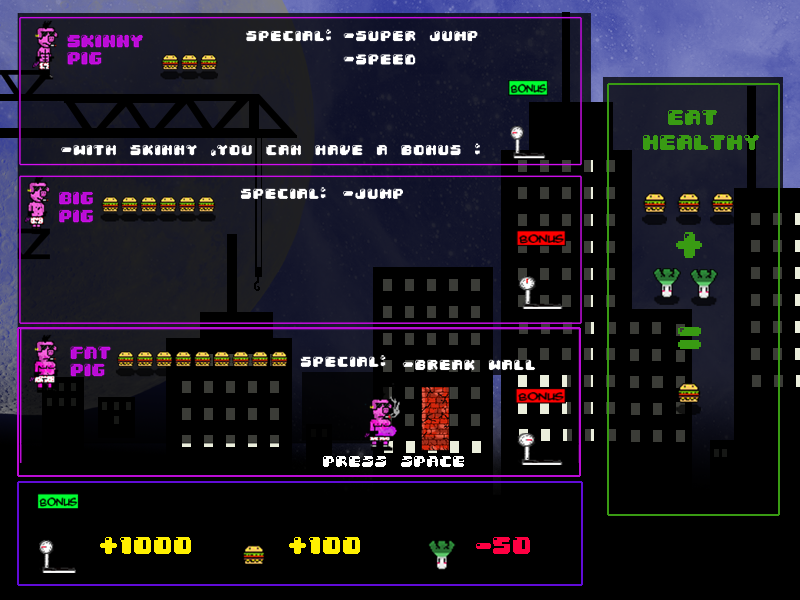 SKINNY
PIG
SPECIAL: -SUPER JUMP
-SPEED
BONUS
-WITH SKINNY ,YOU CAN HAVE A BONUS :
BIG
PIG
SPECIAL: -JUMP
BONUS
FAT
PIG
SPECIAL: -BREAK WALL
BONUS
PRESS SPACE
BONUS
+1000
+100
-50
EAT
HEALTHY
+
=